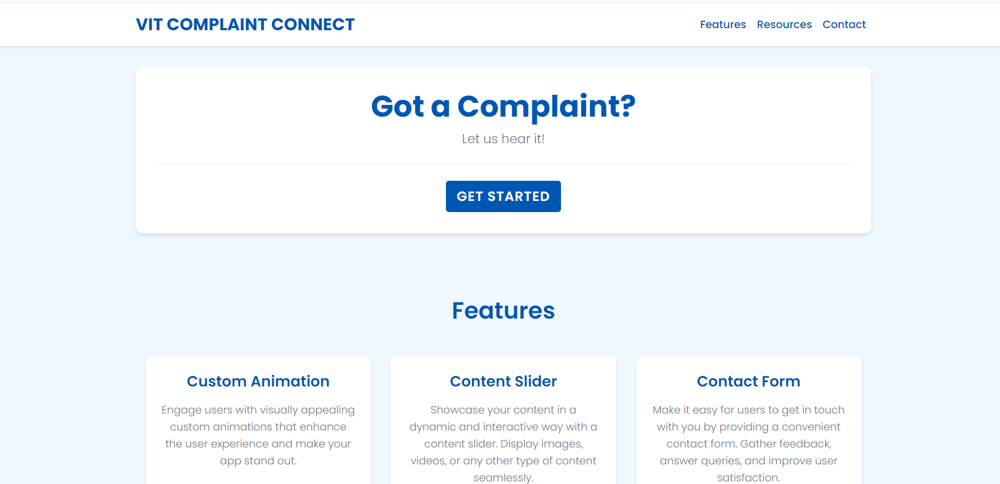 VIT COMPLAINT CONNECT
Features Resources Contact
Got a Complaint?
Let us hear it!
GET STARTED
Features
Custom Animation
Engage users with visually appealing
custom animations that enhance
the user experience and make your
app stand out.
Content Slider
Showcase your content in a
dynamic and interactive way with a
content slider. Display images,
videos, or any other type of content
seamlessly.
Contact Form
Make it easy for users to get in touch
with you by providing a convenient
contact form. Gather feedback,
answer queries, and improve user
satisfaction.